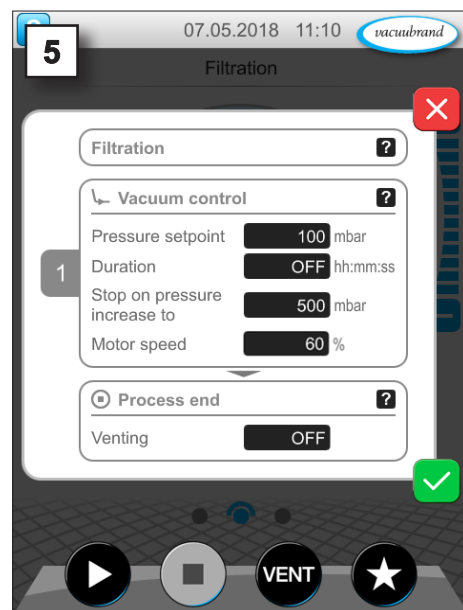 07.05.2018 11:10
vacuubrand
5
Filtration
Filtration ?
Vacuum control ?
1
Pressure setpoint 100 mbar
Duration OFF hh:mm:ss
Stop on pressure
increase to 500 mbar
Motor speed 60 %
Process end ?
Venting OFF
VENT